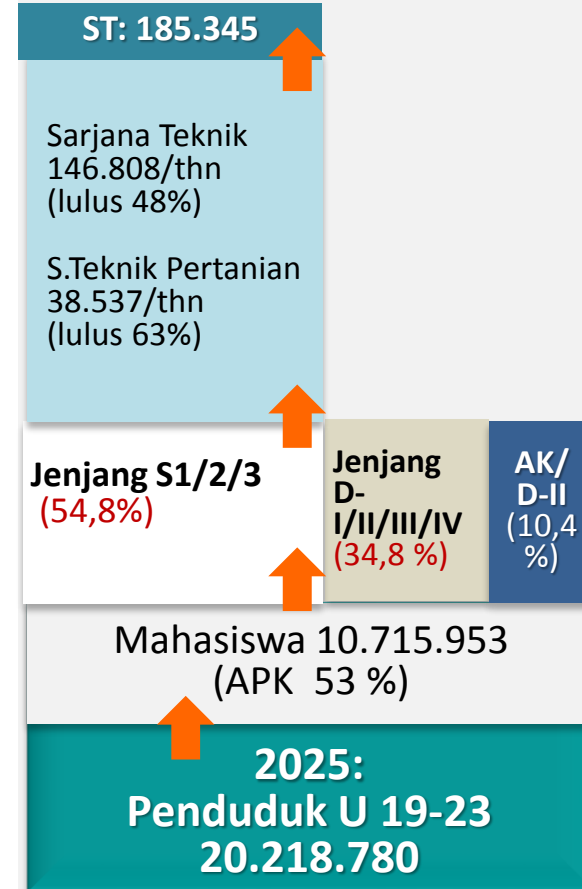 ST: 185.345
Sarjana Teknik
146.808/thn
(lulus 48%)
S.Teknik Pertanian
38.537/thn
(lulus 63%)
Jenjang S1/2/3
(54,8%)
Jenjang
D-
I/II/III/IV
(34,8 %)
AK/
D-II
(10,4
%)
Mahasiswa 10.715.953
(APK 53 %)
2025:
Penduduk U 19-23
20.218.780